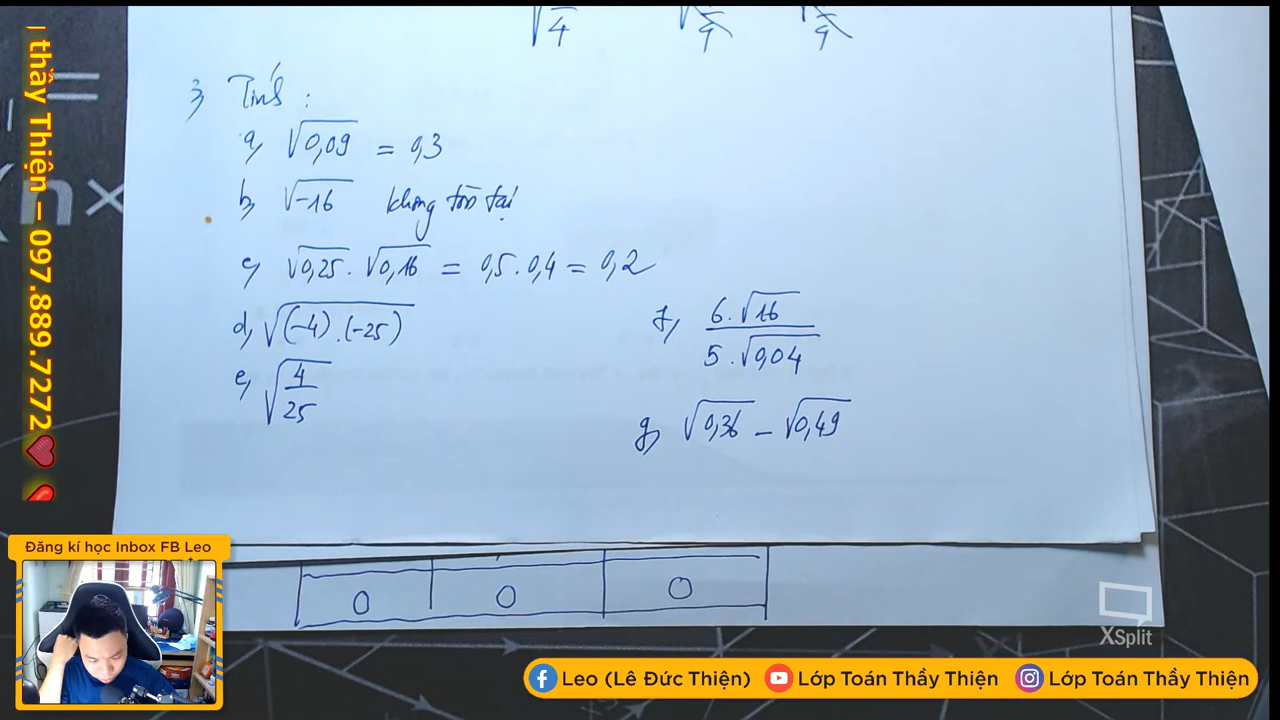 3, Tính :
a, √0,09 = 0,3
b, √-16 không tồn tại
c, √0,25 . √0,16 = 0,5 . 0,4 = 0,2
d, √(-4) . (-25)
e, √4/25
f, 6 . √16 / 5 . √0,04
g, √0,36 - √0,49
0 0 0
| thầy Thiện – 097.889.7272
Đăng kí học Inbox FB Leo
XSplit
Leo (Lê Đức Thiện) Lớp Toán Thầy Thiện Lớp Toán Thầy Thiện